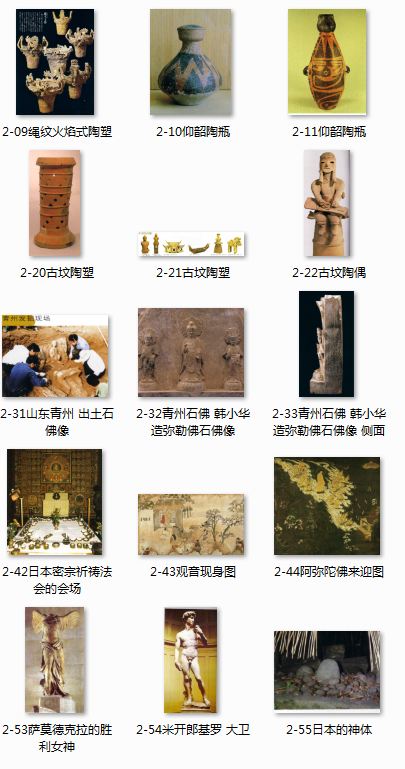 2-09绳纹火焰式陶塑
2-10仰韶陶瓶
2-11仰韶陶瓶
2-20古坟陶塑
2-21古坟陶塑
2-22古坟陶偶
青州发掘现场
2-31山东青州 出土石
佛像
2-32青州石佛 韩小华
造弥勒佛石佛像
2-33青州石佛 韩小华
造弥勒佛石佛像 侧面
2-42日本密宗祈祷法
会的会场
2-43观音现身图
2-44阿弥陀佛来迎图
2-53萨莫德克拉的胜
利女神
2-54米开郎基罗 大卫
2-55日本的神体